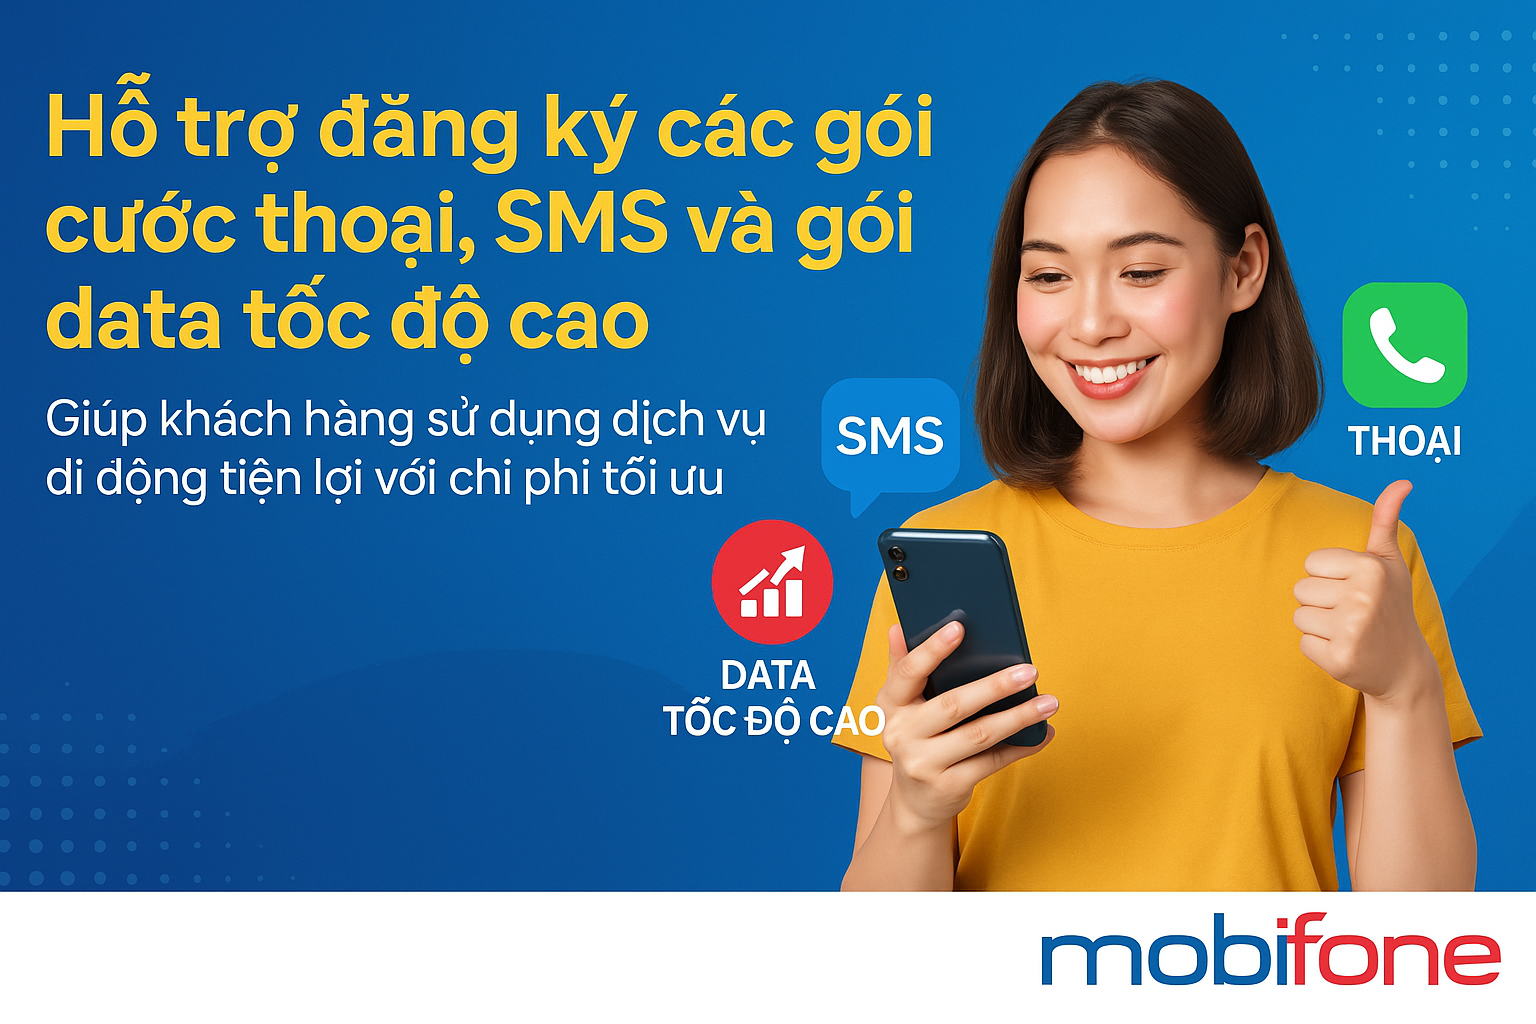 Hỗ trợ đăng ký các gói
cước thoại, SMS và gói
data tốc độ cao
Giúp khách hàng sử dụng dịch vụ
di động tiện lợi với chi phi tối ưu
SMS
THOẠI
DATA
TỐC ĐỘ CAO
mobifone